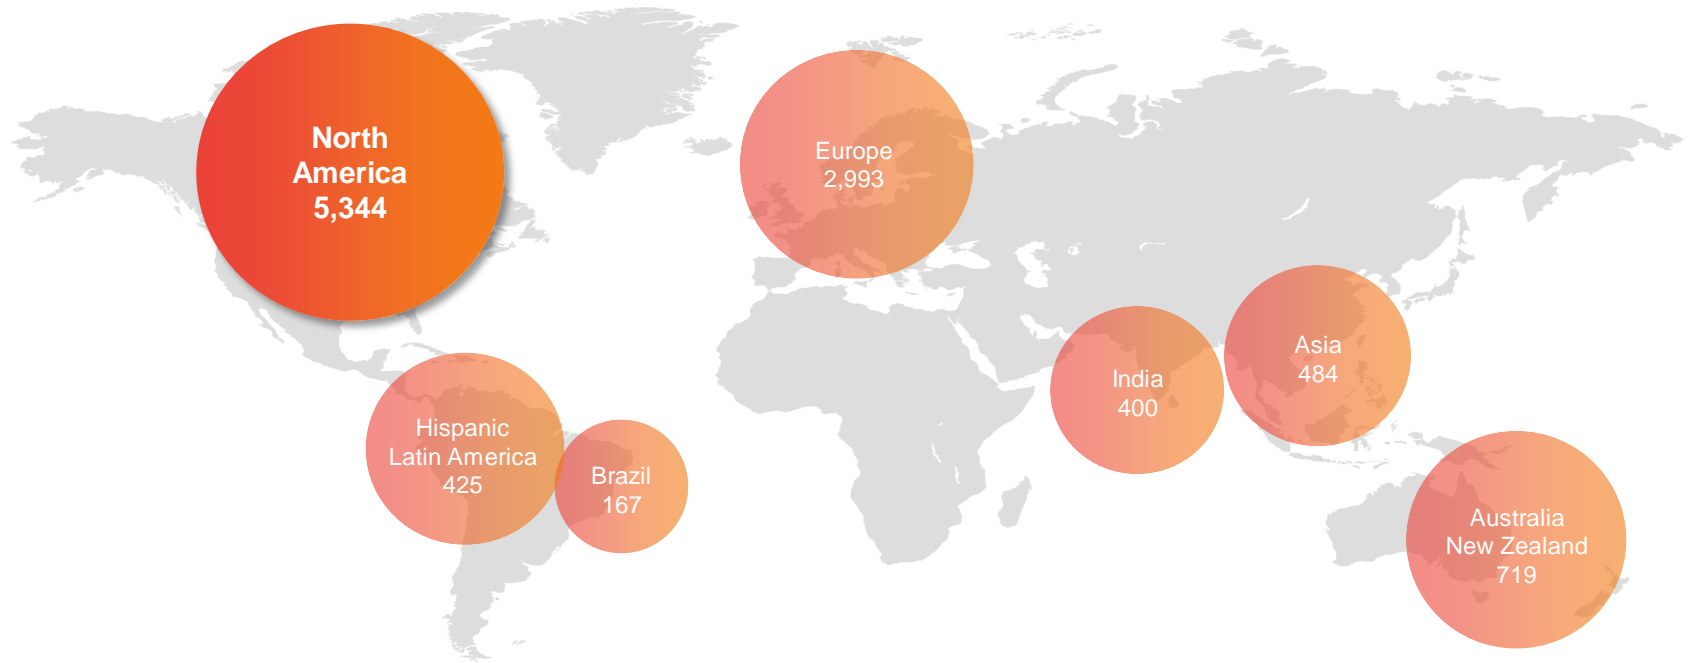 North
America
5,344
Europe
2,993
Hispanic
Latin America
425
Brazil
167
India
400
Asia
484
Australia
New Zealand
719